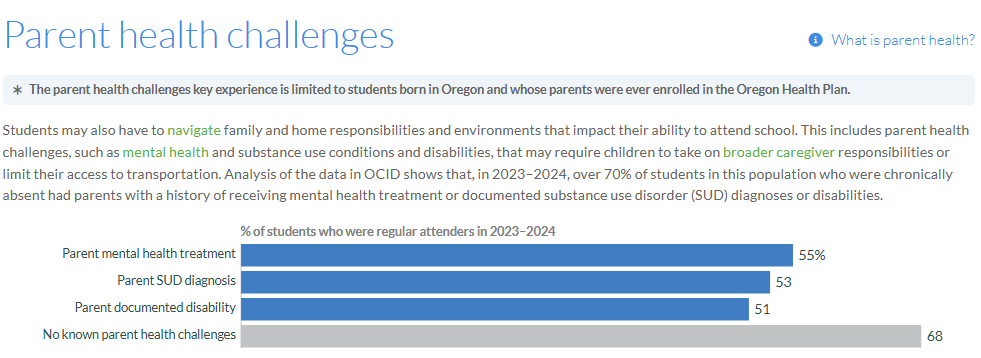 Parent health challenges
What is parent health?
* The parent health challenges key experience is limited to students born in Oregon and whose parents were ever enrolled in the Oregon Health Plan.
Students may also have to navigate family and home responsibilities and environments that impact their ability to attend school. This includes parent health
challenges, such as mental health and substance use conditions and disabilities, that may require children to take on broader caregiver responsibilities or
limit their access to transportation. Analysis of the data in OCID shows that, in 2023–2024, over 70% of students in this population who were chronically
absent had parents with a history of receiving mental health treatment or documented substance use disorder (SUD) diagnoses or disabilities.
% of students who were regular attenders in 2023–2024
Parent mental health treatment 55%
Parent SUD diagnosis 53
Parent documented disability 51
No known parent health challenges 68